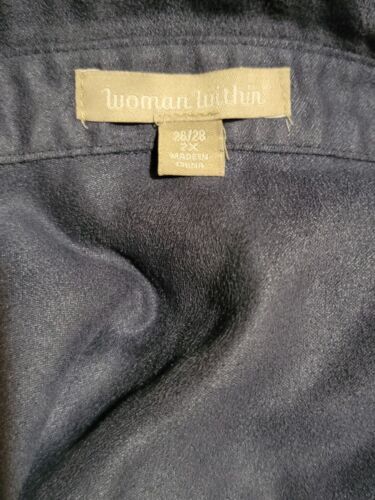 woman within
26/28
2X
MADE IN
CHINA